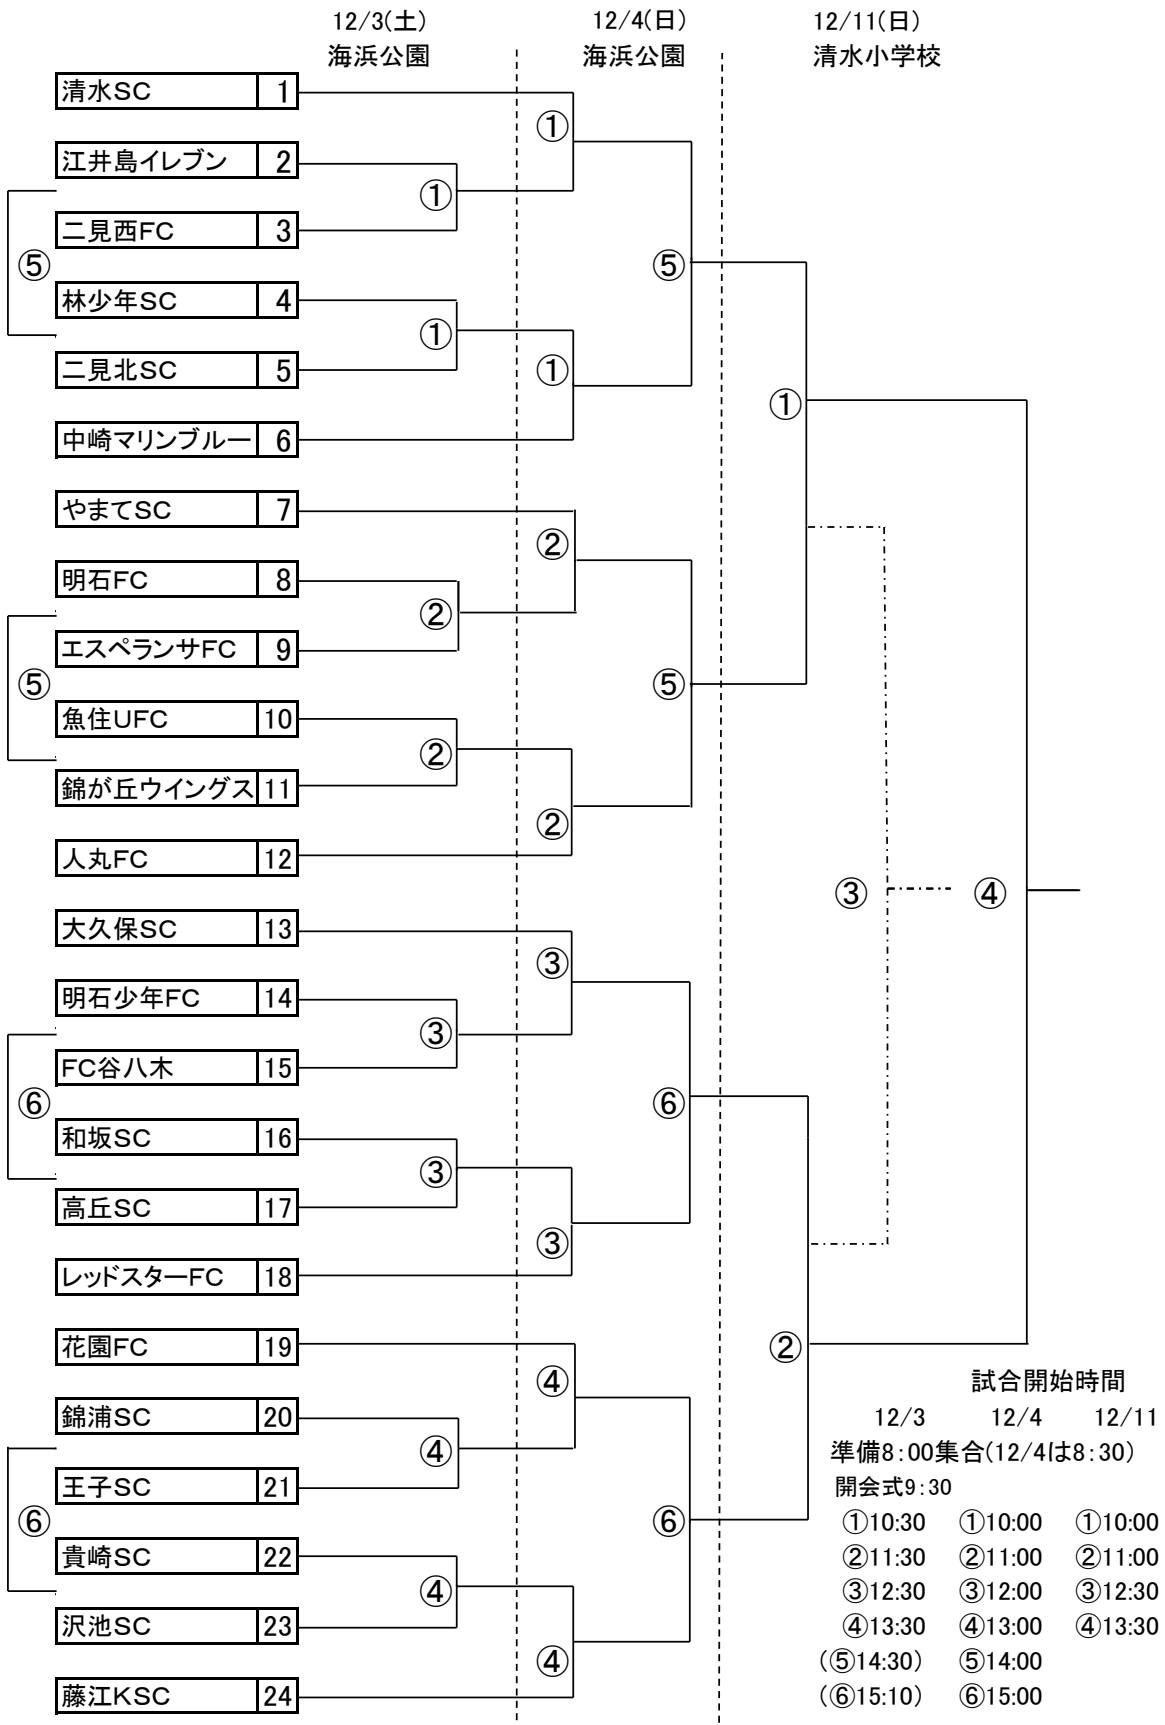 12/3(土) 12/4(日) 12/11(日)
海浜公園 海浜公園 清水小学校
清水SC 1
①
江井島イレブン 2
①
二見西FC 3
⑤ ⑤
林少年SC 4
①
二見北SC 5
① ①
中崎マリンブルー 6
やまてSC 7
②
明石FC 8
②
エスペランサFC 9
⑤ ⑤
魚住UFC 10
②
錦が丘ウイングス 11
②
人丸FC 12
③ ④
大久保SC 13
③
明石少年FC 14
③
FC谷八木 15
⑥ ⑥
和坂SC 16
③
高丘SC 17
③
レッドスターFC 18
花園FC 19
②
④
錦浦SC 20
④
王子SC 21
⑥ ⑥
貴崎SC 22
④
沢池SC 23
④
藤江KSC 24
試合開始時間
12/3 12/4 12/11
準備8:00集合(12/4は8:30)
開会式9:30
①10:30 ①10:00 ①10:00
②11:30 ②11:00 ②11:00
③12:30 ③12:00 ③12:30
④13:30 ④13:00 ④13:30
(⑤14:30) ⑤14:00
(⑥15:10) ⑥15:00